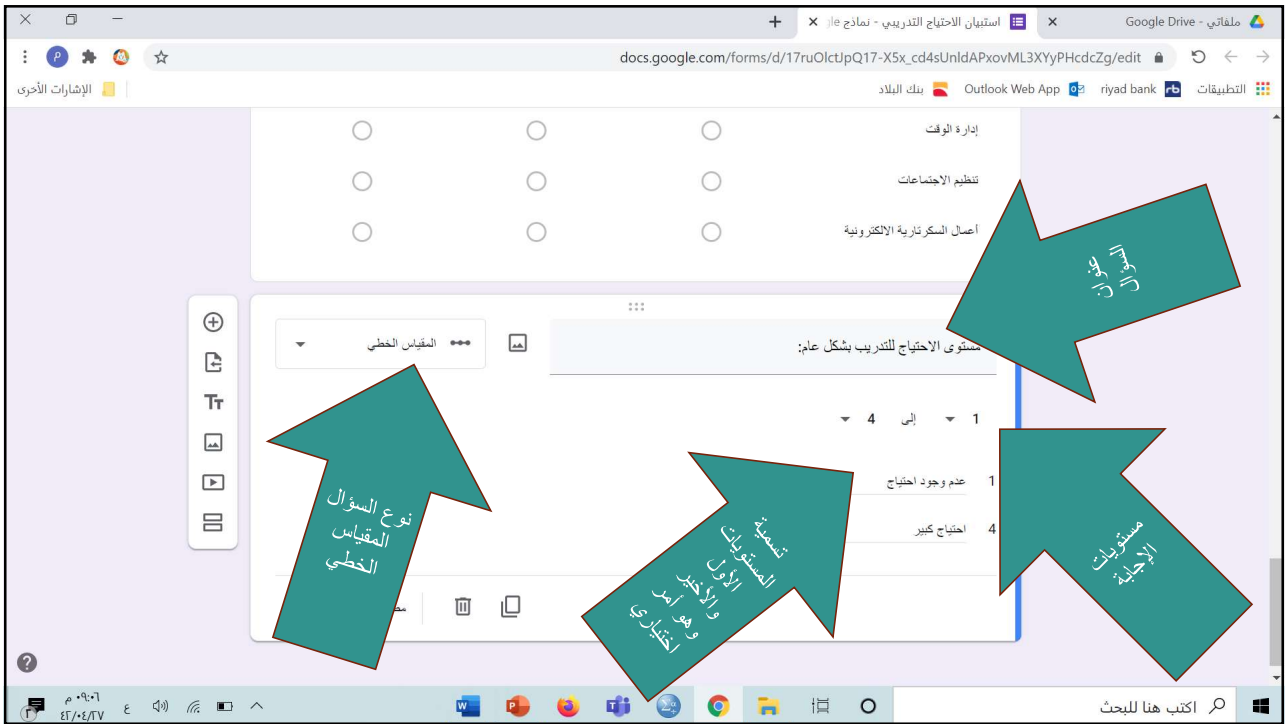 ملفاتي - Google Drive
استبيان الاحتياج التدريبي - نماذج le
docs.google.com/forms/d/17ruOlctJpQ17-X5x_cd4sUnldAPxovML3XYyPHcdcZg/edit
P
التطبيقات
riyad bank
Outlook Web App
بنك البلاد
الإشارات الأخرى
إدارة الوقت
تنظيم الاجتماعات
أعمال السكرتارية الالكترونية
عنوان
السؤال
مستوى الاحتياج للتدريب بشكل عام:
المقياس الخطي
1 إلى 4
1 عدم وجود احتياج
4 احتياج كبير
مستويات
الإجابة
تسمية
المستويات
الأول
والأخير
وهو أمر
اختياري
نوع السؤال
المقياس
الخطي
Tт
اكتب هنا للبحث
ع
٠٩:٠٦ م
٤٢/٠٤/٢٧
٢